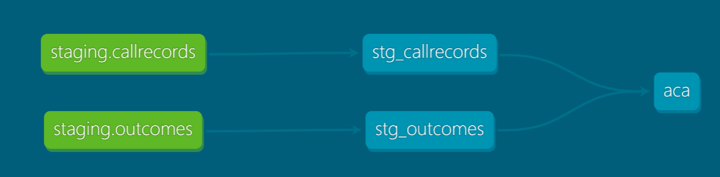 staging.callrecords
stg_callrecords
aca
staging.outcomes
stg_outcomes